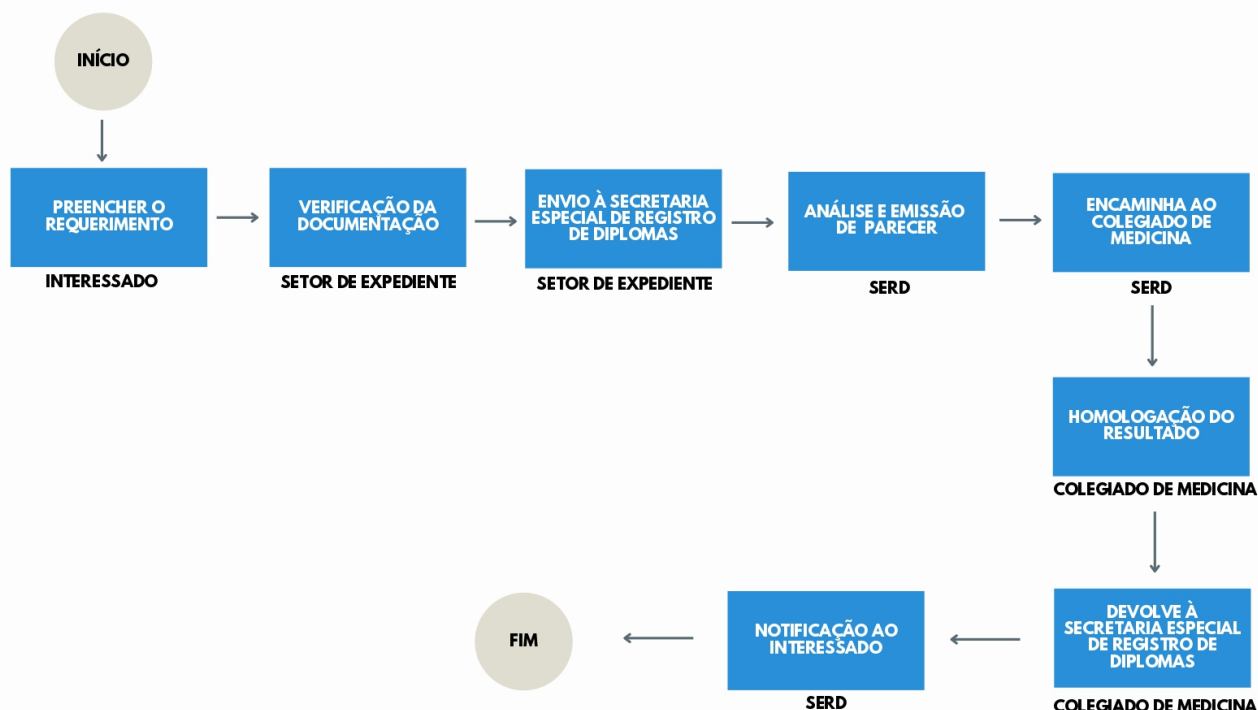 INÍCIO
PREENCHER O
REQUERIMENTO
INTERESSADO
VERIFICAÇÃO DA
DOCUMENTAÇÃO
SETOR DE EXPEDIENTE
ENVIO À SECRETARIA
ESPECIAL DE REGISTRO
DE DIPLOMAS
SETOR DE EXPEDIENTE
ANÁLISE E EMISSÃO
DE PARECER
SERD
ENCAMINHA AO
COLEGIADO DE
MEDICINA
SERD
HOMOLOGAÇÃO DO
RESULTADO
COLEGIADO DE MEDICINA
DEVOLVE À
SECRETARIA ESPECIAL
DE REGISTRO DE
DIPLOMAS
COLEGIADO DE MEDICINA
NOTIFICAÇÃO AO
INTERESSADO
SERD
FIM